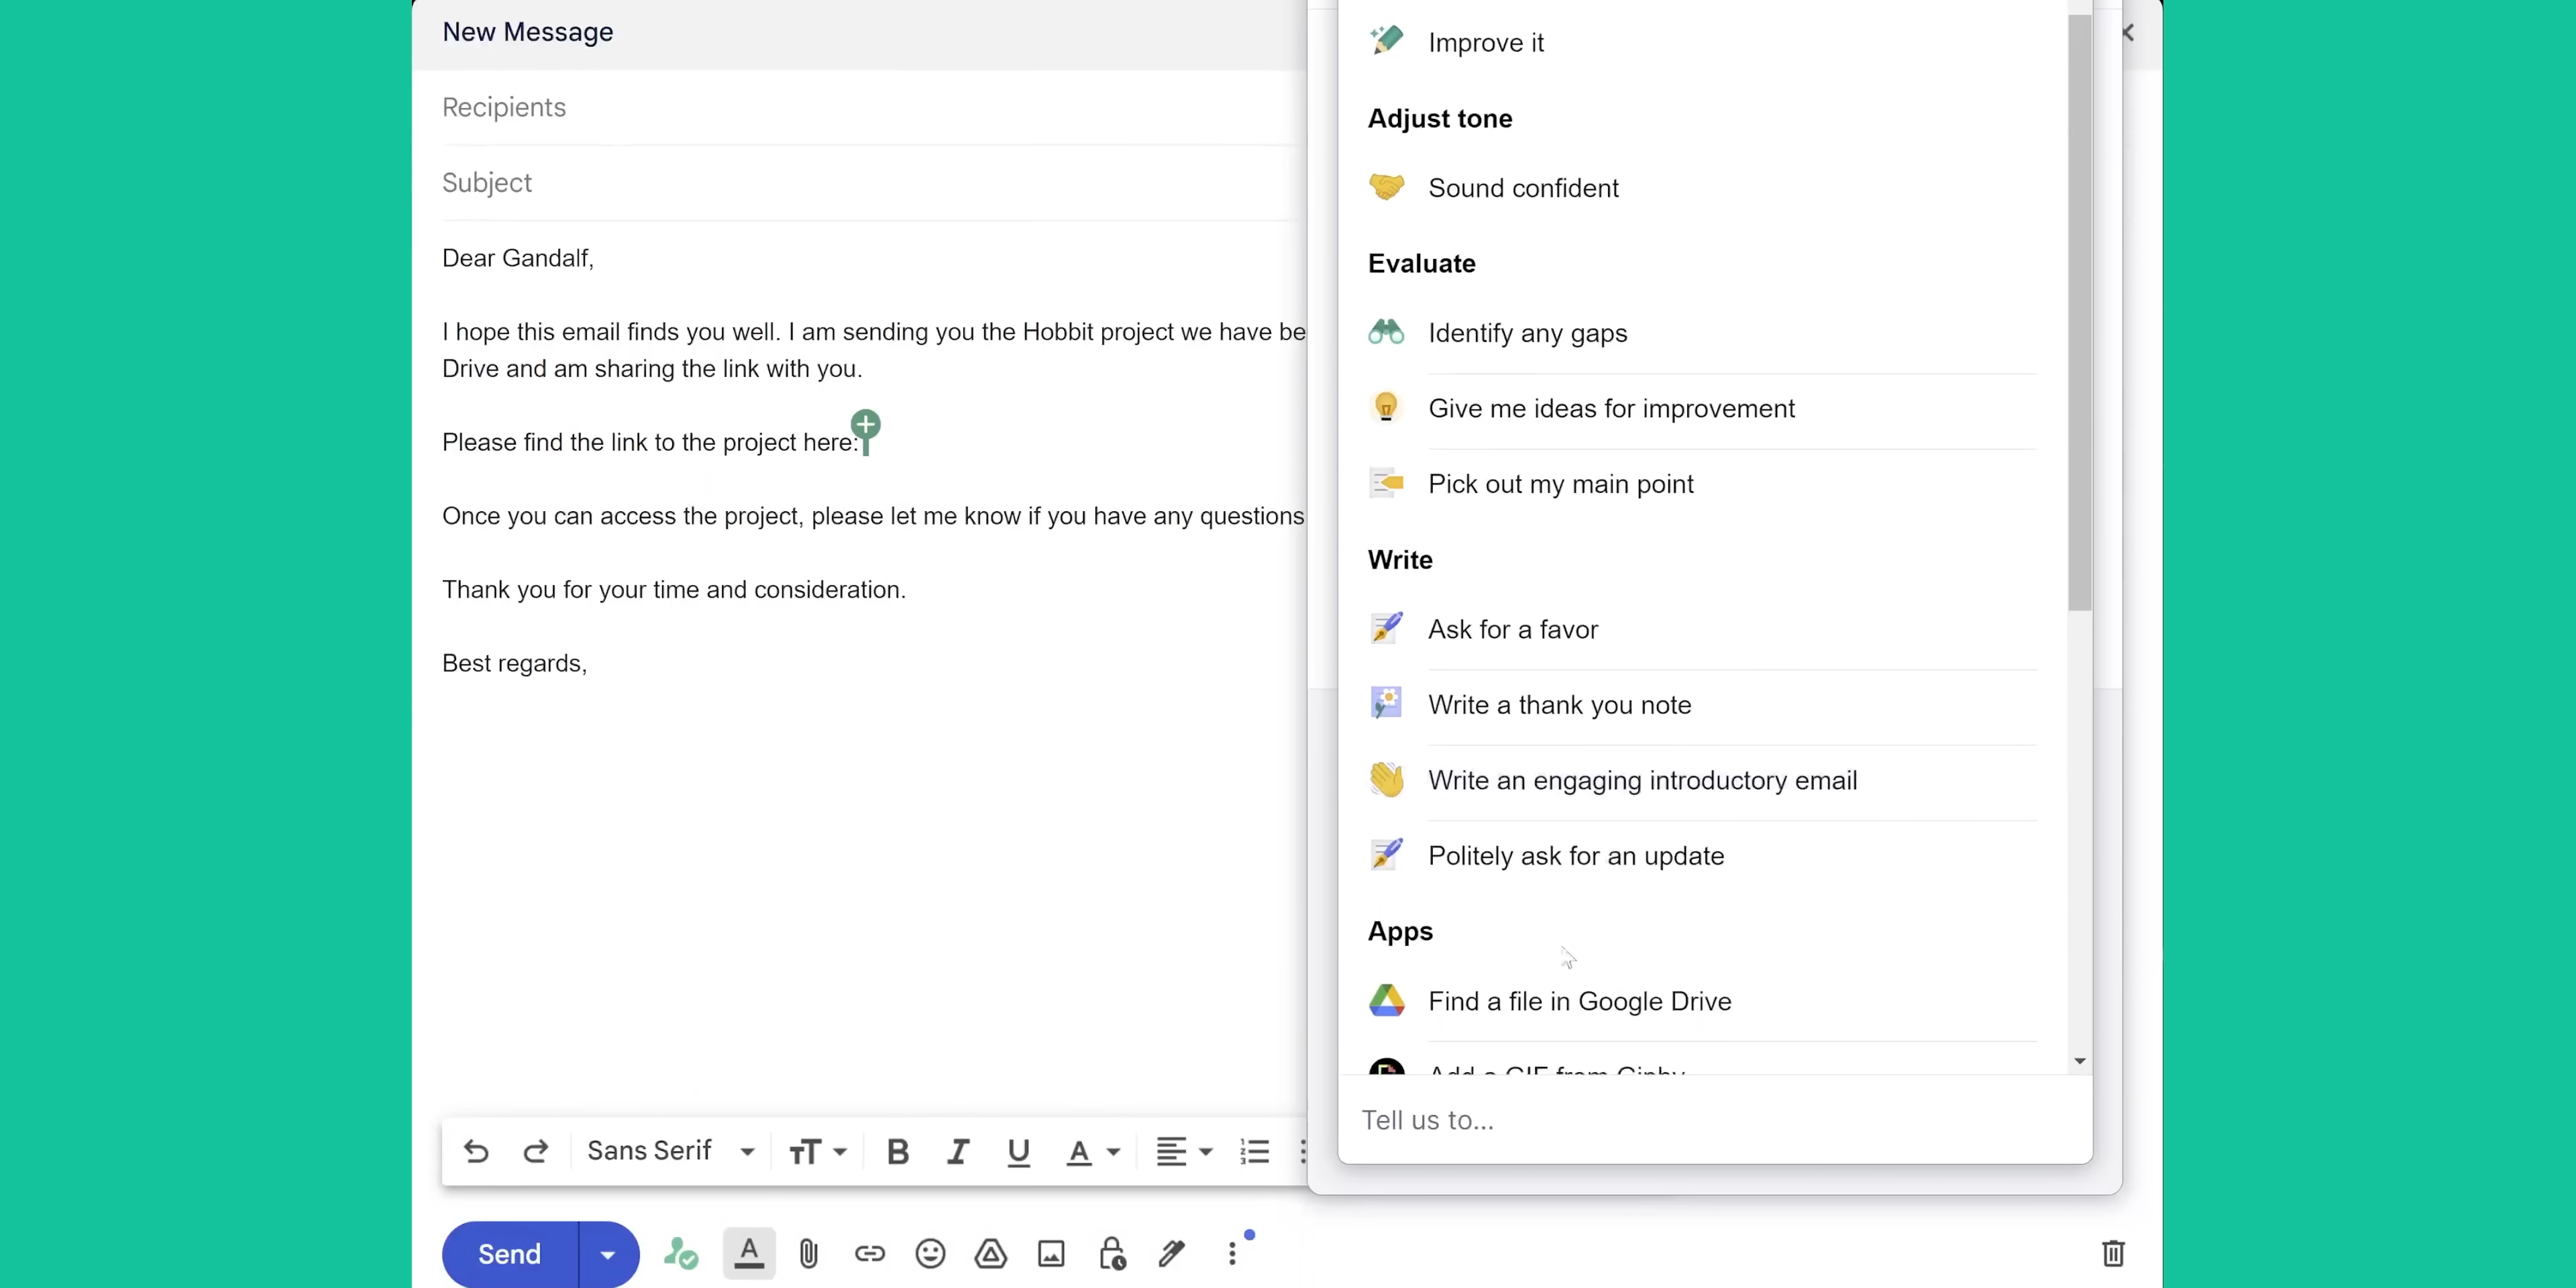 New Message
Recipients
Subject
Dear Gandalf,
I hope this email finds you well. I am sending you the Hobbit project we have be
Drive and am sharing the link with you.
Please find the link to the project here:
Once you can access the project, please let me know if you have any questions
Thank you for your time and consideration.
Best regards,
Sans Serif
Send
Improve it
Adjust tone
Sound confident
Evaluate
Identify any gaps
Give me ideas for improvement
Pick out my main point
Write
Ask for a favor
Write a thank you note
Write an engaging introductory email
Politely ask for an update
Apps
Find a file in Google Drive
Add a GIF from Giphy
Tell us to...